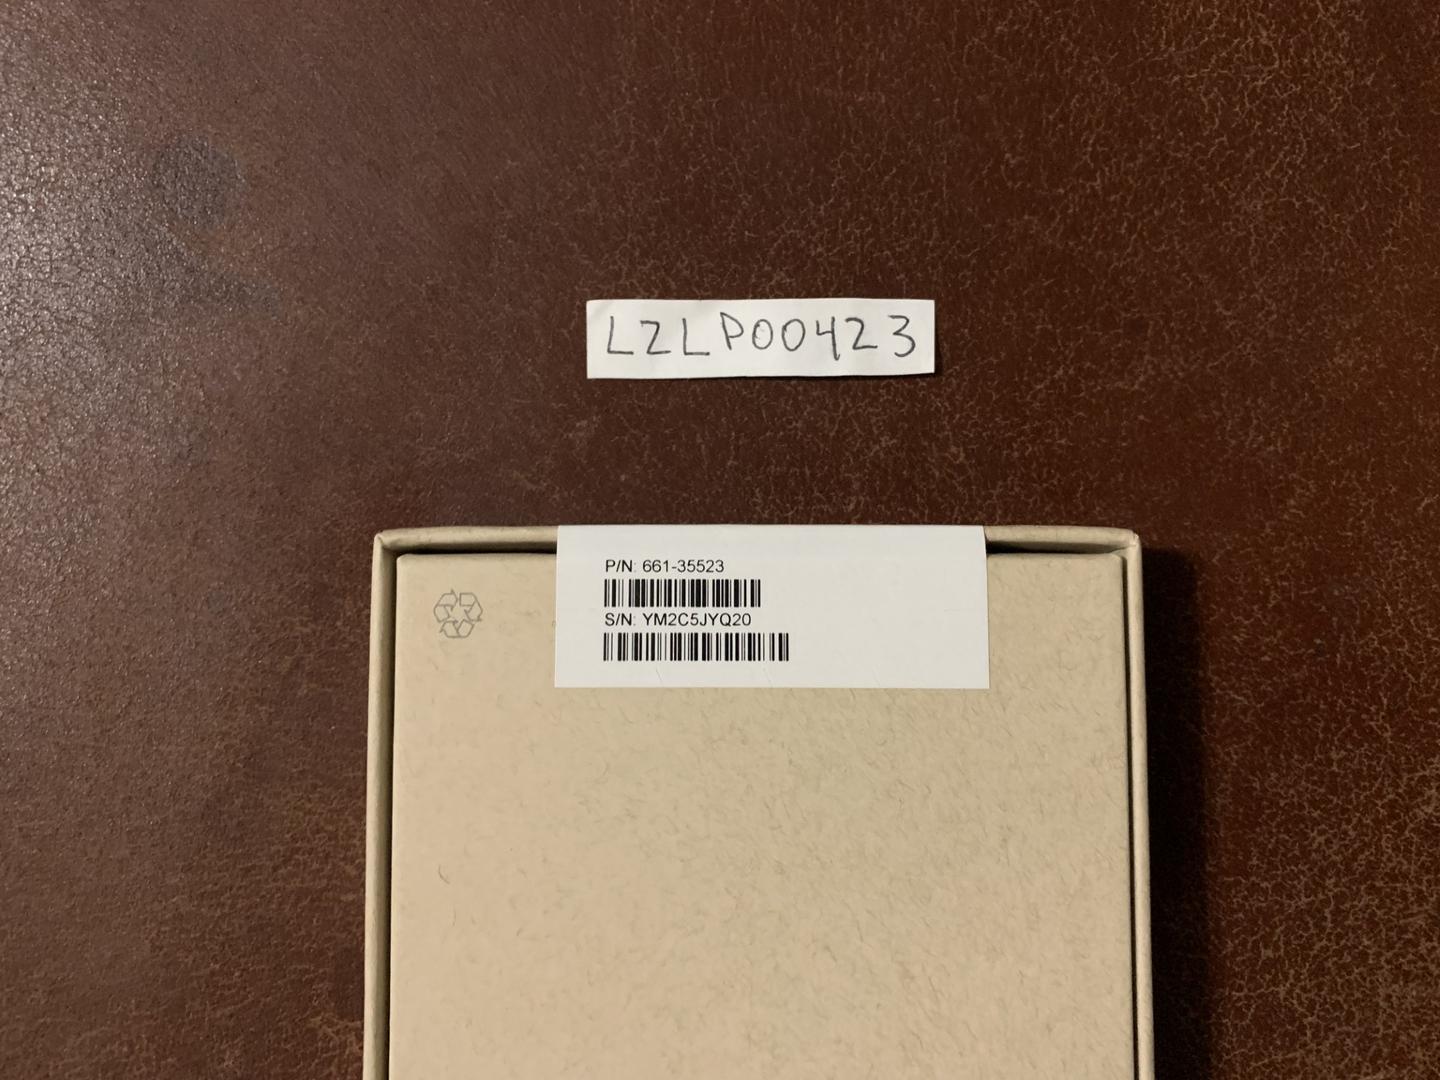 LZLP00423
P/N: 661-35523
S/N: YM2C5JYQ20